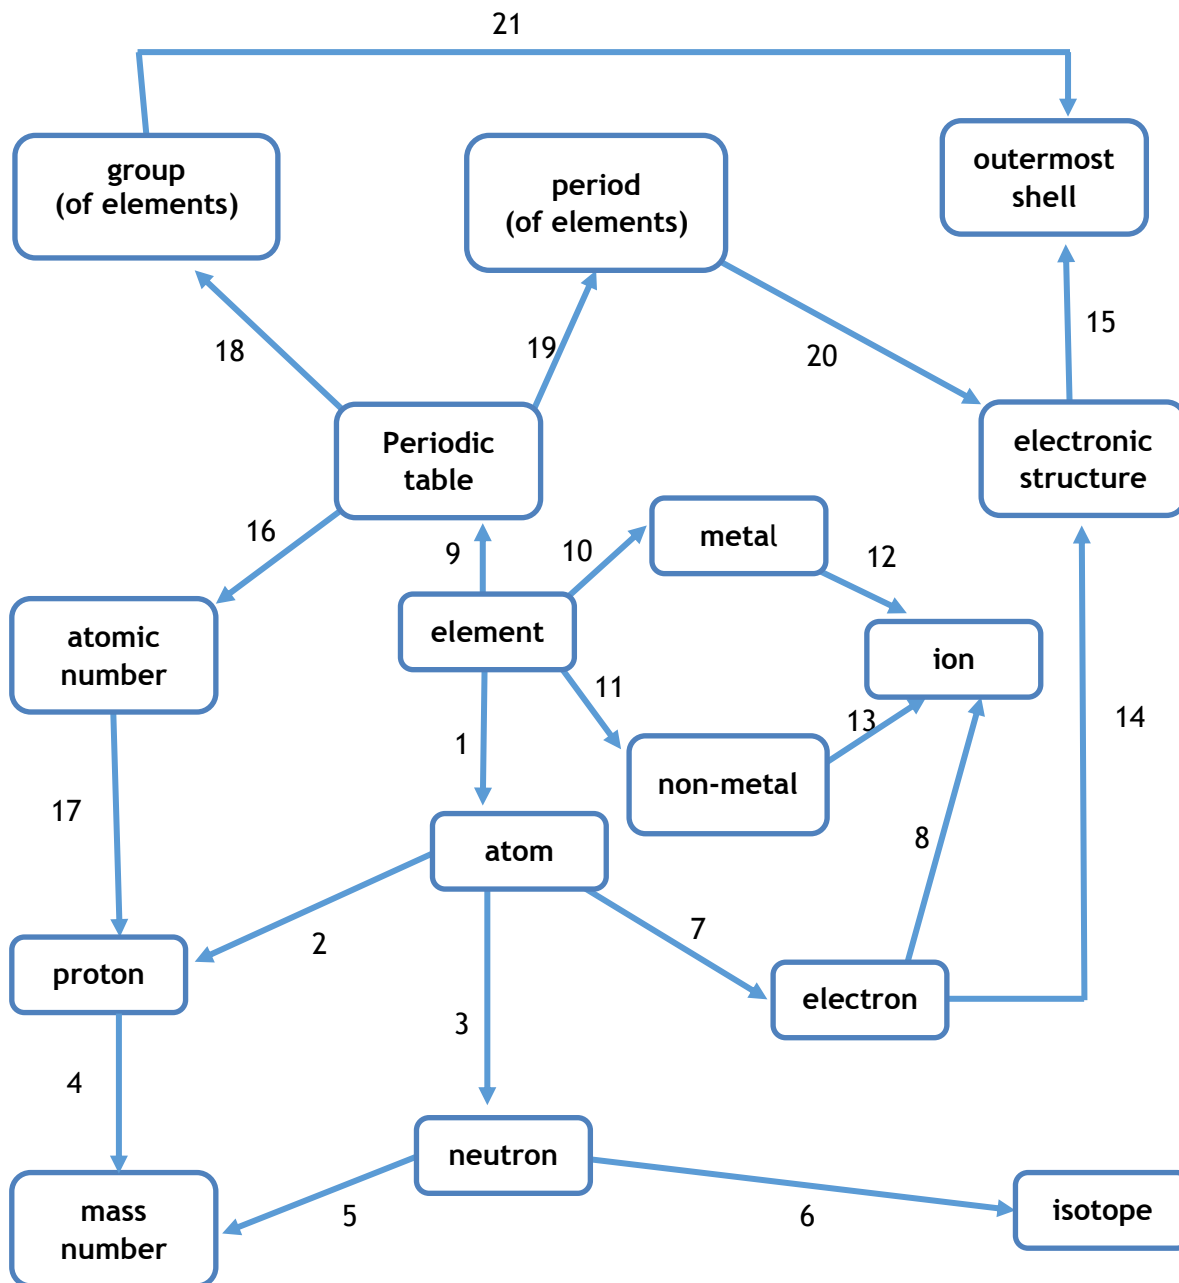 21
group
(of elements)
period
(of elements)
outermost
shell
18
19
20
15
Periodic
table
electronic
structure
16
9
10
metal
12
atomic
number
element
ion
11
13
14
1
non-metal
17
atom
8
2
7
proton
electron
3
4
neutron
mass
number
5
6
isotope